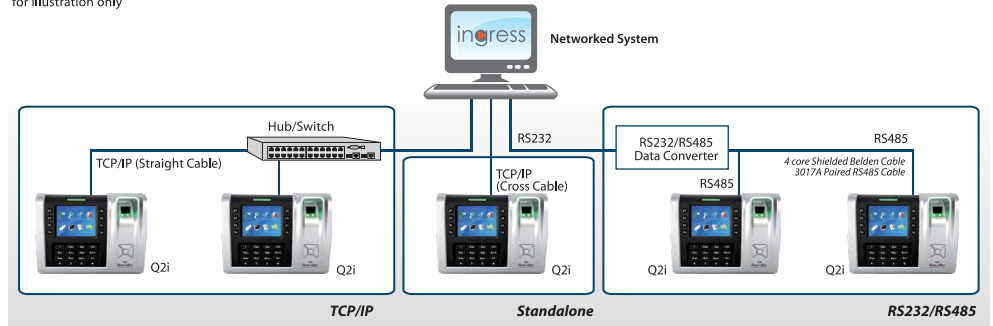 for illustration only
ingress
Networked System
Hub/Switch
RS232
RS232/RS485
Data Converter
RS485
TCP/IP (Straight Cable)
4 core Shielded Belden Cable
3017A Paired RS485 Cable
TCP/IP
(Cross Cable)
RS485
Q2i
Q2i
Q2i
Q2i
Q2i
TCP/IP
Standalone
RS232/RS485